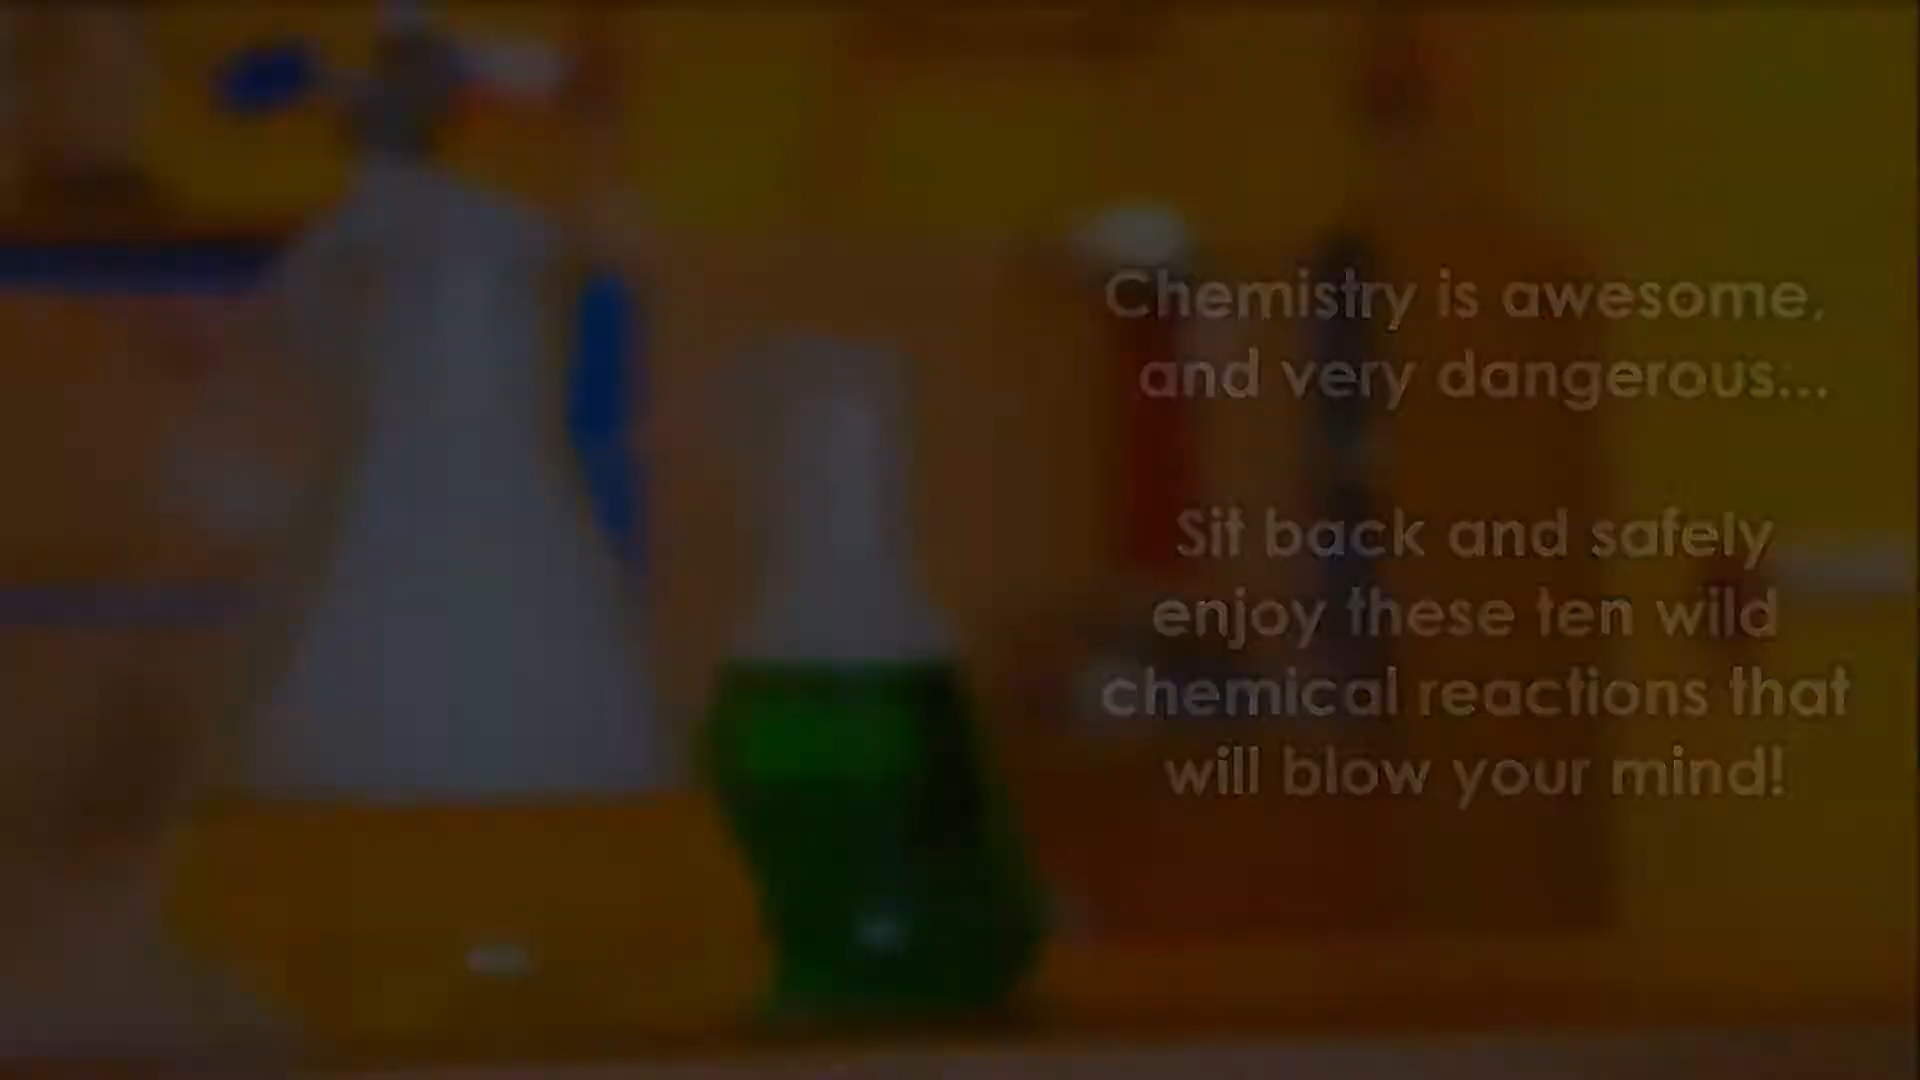 Chemistry is awesome,
and very dangerous...
Sit back and safely
enjoy these ten wild
chemical reactions that
will blow your mind!